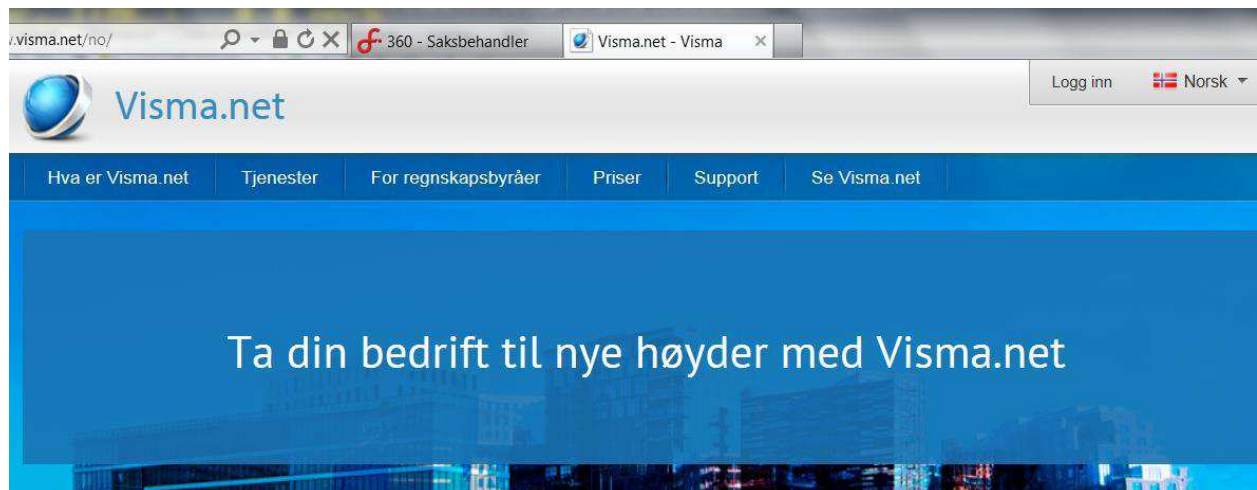 .visma.net/no/
360 - Saksbehandler
Visma.net - Visma
Visma.net
Logg inn
Norsk
Hva er Visma.net
Tjenester
For regnskapsbyråer
Priser
Support
Se Visma.net
Ta din bedrift til nye høyder med Visma.net